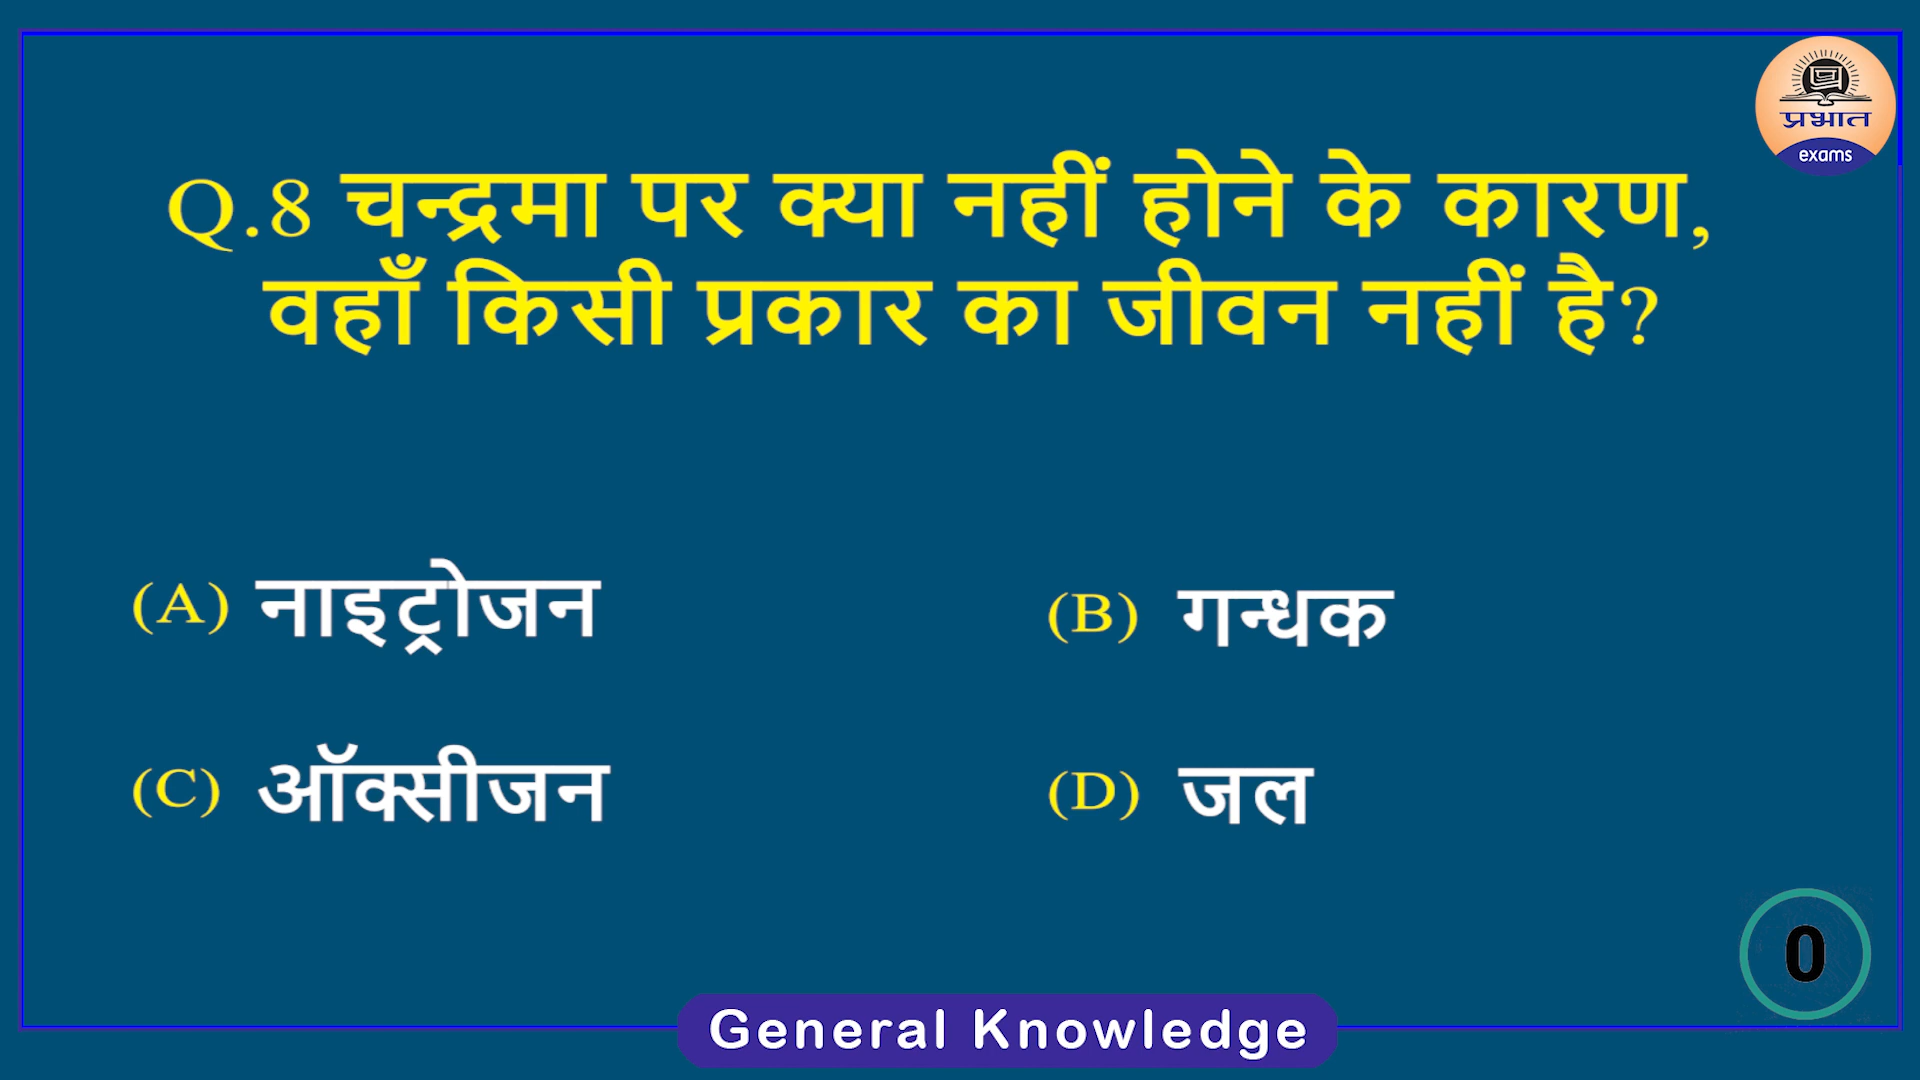 प्रभात
exams
Q.8 चन्द्रमा पर क्या नहीं होने के कारण,
वहाँ किसी प्रकार का जीवन नहीं है?
(A) नाइट्रोजन
(B) गन्धक
(C) ऑक्सीजन
(D) जल
0
General Knowledge